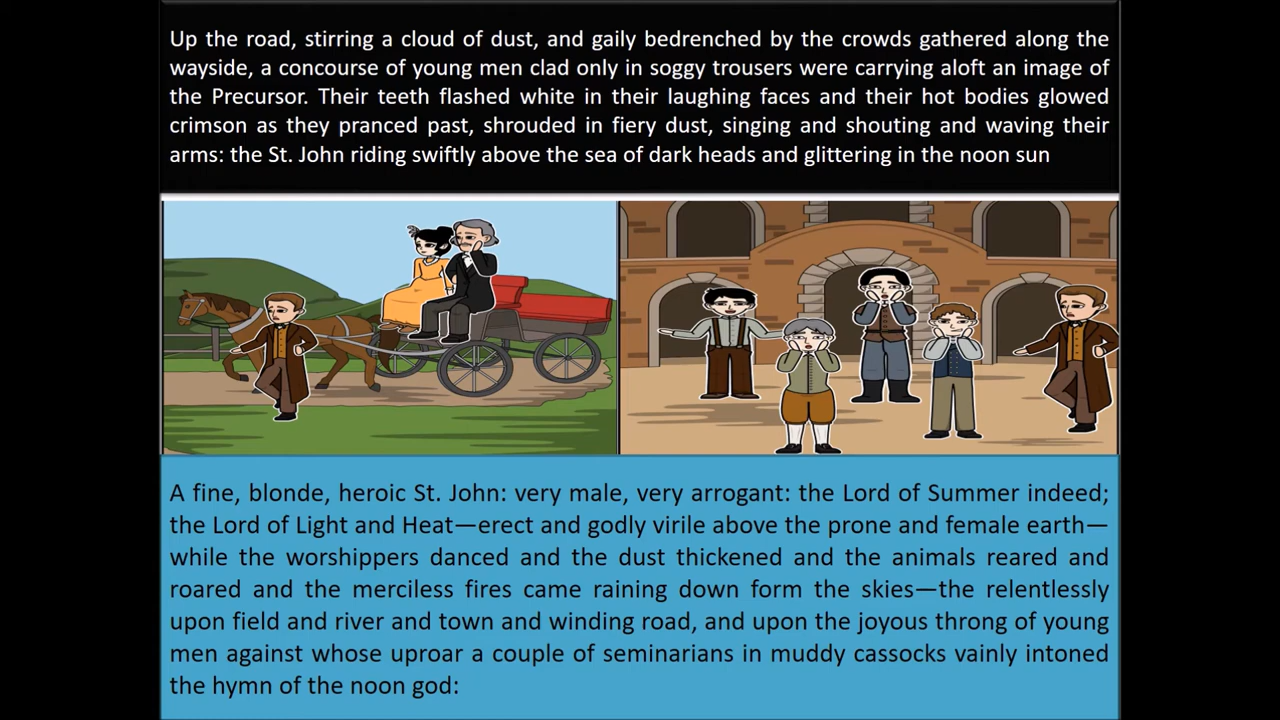 Up the road, stirring a cloud of dust, and gaily bedrenched by the crowds gathered along the
wayside, a concourse of young men clad only in soggy trousers were carrying aloft an image of
the Precursor. Their teeth flashed white in their laughing faces and their hot bodies glowed
crimson as they pranced past, shrouded in fiery dust, singing and shouting and waving their
arms: the St. John riding swiftly above the sea of dark heads and glittering in the noon sun
A fine, blonde, heroic St. John: very male, very arrogant: the Lord of Summer indeed;
the Lord of Light and Heat—erect and godly virile above the prone and female earth—
while the worshippers danced and the dust thickened and the animals reared and
roared and the merciless fires came raining down form the skies—the relentlessly
upon field and river and town and winding road, and upon the joyous throng of young
men against whose uproar a couple of seminarians in muddy cassocks vainly intoned
the hymn of the noon god: